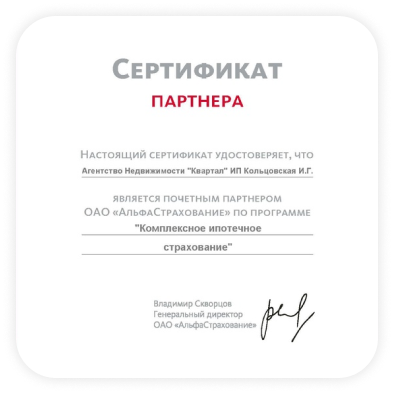 Сертификат
ПАРТНЕРА
Настоящий сертификат удостоверяет, что
Агентство Недвижимости "Квартал" ИП Кольцовская И.Г.
является почетным партнером
ОАО «АльфаСтрахование» по программе
"Комплексное ипотечное
страхование"
Владимир Скворцов
Генеральный директор
ОАО «АльфаСтрахование»